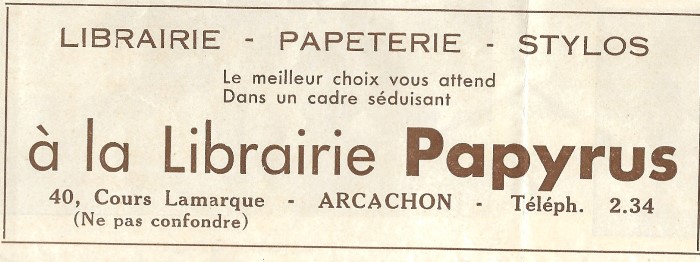 LIBRAIRIE - PAPETERIE - STYLOS
Le meilleur choix vous attend
Dans un cadre séduisant
à la Librairie Papyrus
40, Cours Lamarque - ARCACHON - Téléph. 2.34
(Ne pas confondre)